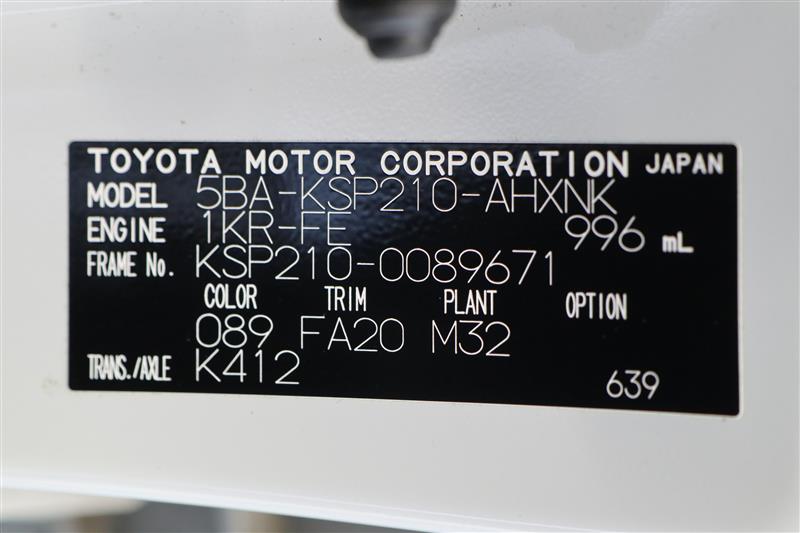 TOYOTA MOTOR CORPORATION JAPAN
MODEL 5BA-KSP210-AHXNK
ENGINE 1KR-FE 996 mL
FRAME No. KSP210-0089671
COLOR TRIM PLANT OPTION
089 FA20 M32
TRANS./AXLE K412 639